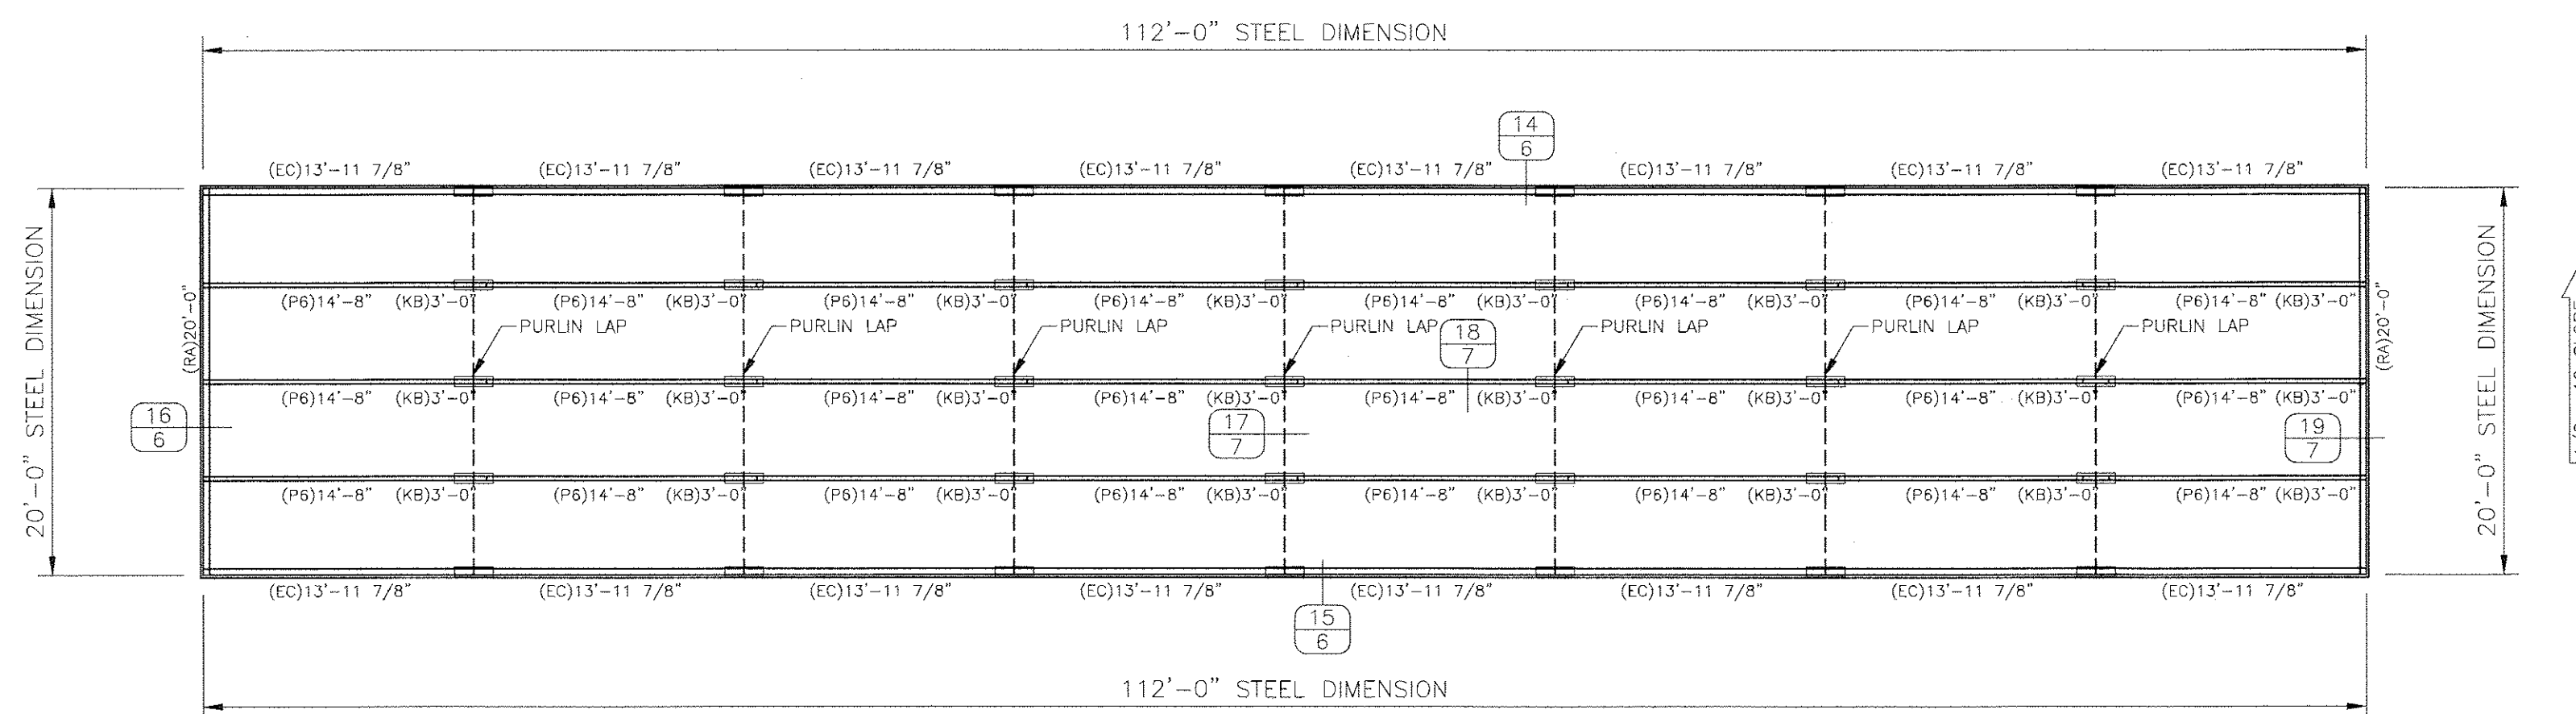 112'-0" STEEL DIMENSION
14
6
(EC)13'-11 7/8" (EC)13'-11 7/8" (EC)13'-11 7/8" (EC)13'-11 7/8" (EC)13'-11 7/8" (EC)13'-11 7/8" (EC)13'-11 7/8" (EC)13'-11 7/8"
20'-0" STEEL DIMENSION
(RA)20'-0"
(P6)14'-8" (KB)3'-0" (P6)14'-8" (KB)3'-0" (P6)14'-8" (KB)3'-0" (P6)14'-8" (KB)3'-0" (P6)14'-8" (KB)3'-0" (P6)14'-8" (KB)3'-0" (P6)14'-8" (KB)3'-0" (P6)14'-8" (KB)3'-0"
PURLIN LAP PURLIN LAP PURLIN LAP PURLIN LAP PURLIN LAP PURLIN LAP PURLIN LAP
18
7
(P6)14'-8" (KB)3'-0" (P6)14'-8" (KB)3'-0" (P6)14'-8" (KB)3'-0" (P6)14'-8" (KB)3'-0" (P6)14'-8" (KB)3'-0" (P6)14'-8" (KB)3'-0" (P6)14'-8" (KB)3'-0" (P6)14'-8" (KB)3'-0"
16
6
17
7
19
7
(P6)14'-8" (KB)3'-0" (P6)14'-8" (KB)3'-0" (P6)14'-8" (KB)3'-0" (P6)14'-8" (KB)3'-0" (P6)14'-8" (KB)3'-0" (P6)14'-8" (KB)3'-0" (P6)14'-8" (KB)3'-0" (P6)14'-8" (KB)3'-0"
(RA)20'-0"
20'-0" STEEL DIMENSION
(EC)13'-11 7/8" (EC)13'-11 7/8" (EC)13'-11 7/8" (EC)13'-11 7/8" (EC)13'-11 7/8" (EC)13'-11 7/8" (EC)13'-11 7/8" (EC)13'-11 7/8"
15
6
112'-0" STEEL DIMENSION